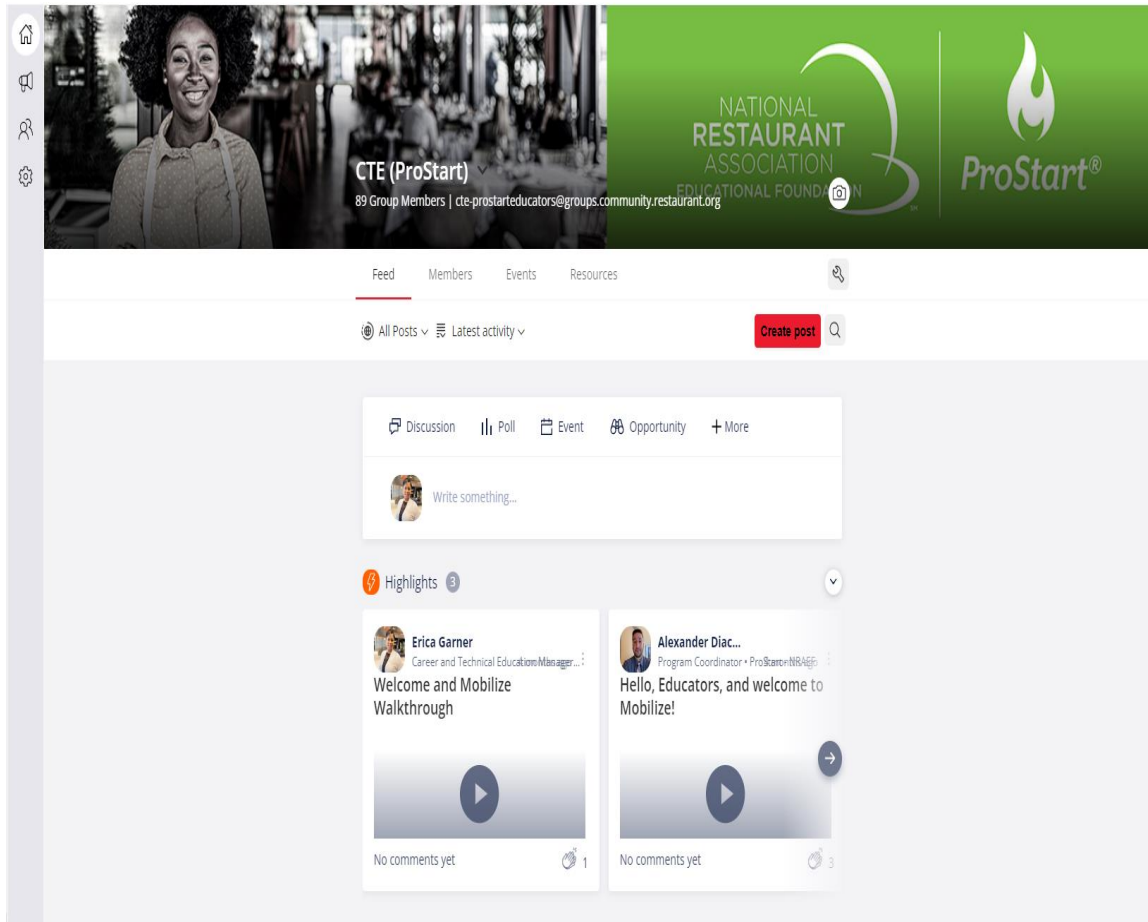 NATIONAL
RESTAURANT
ASSOCIATION
EDUCATIONAL FOUNDATION
ProStart®
CTE (ProStart)
89 Group Members | cte-prostarteducators@groups.community.restaurant.org
Feed Members Events Resources
All Posts Latest activity Create post
Discussion Poll Event Opportunity + More
Write something...
Highlights 3
Erica Garner
Career and Technical Education Manager...
Welcome and Mobilize
Walkthrough
No comments yet 1
Alexander Diac...
Program Coordinator •
Hello, Educators, and welcome to
Mobilize!
No comments yet 3